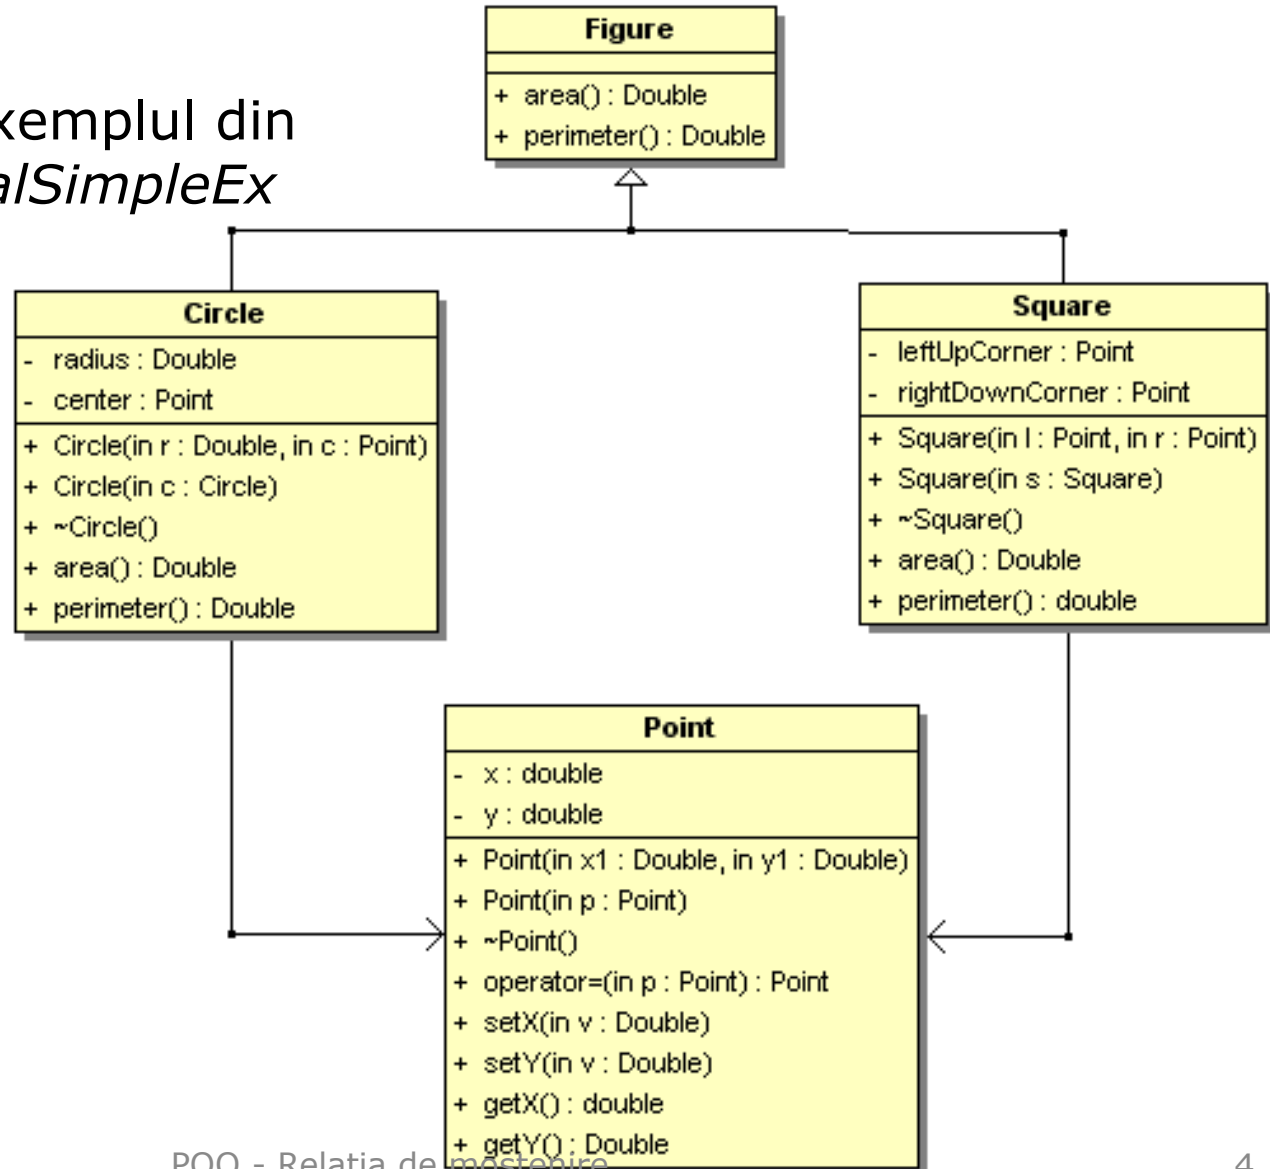 xemplul din
alSimpleEx
Figure
+ area() : Double
+ perimeter() : Double
Circle
- radius : Double
- center : Point
+ Circle(in r : Double, in c : Point)
+ Circle(in c : Circle)
+ ~Circle()
+ area() : Double
+ perimeter() : Double
Square
- leftUpCorner : Point
- rightDownCorner : Point
+ Square(in l : Point, in r : Point)
+ Square(in s : Square)
+ ~Square()
+ area() : Double
+ perimeter() : double
Point
- x : double
- y : double
+ Point(in x1 : Double, in y1 : Double)
+ Point(in p : Point)
+ ~Point()
+ operator=(in p : Point) : Point
+ setX(in v : Double)
+ setY(in v : Double)
+ getX() : double
+ getY() : Double
POO - Relatia de mostenire 4